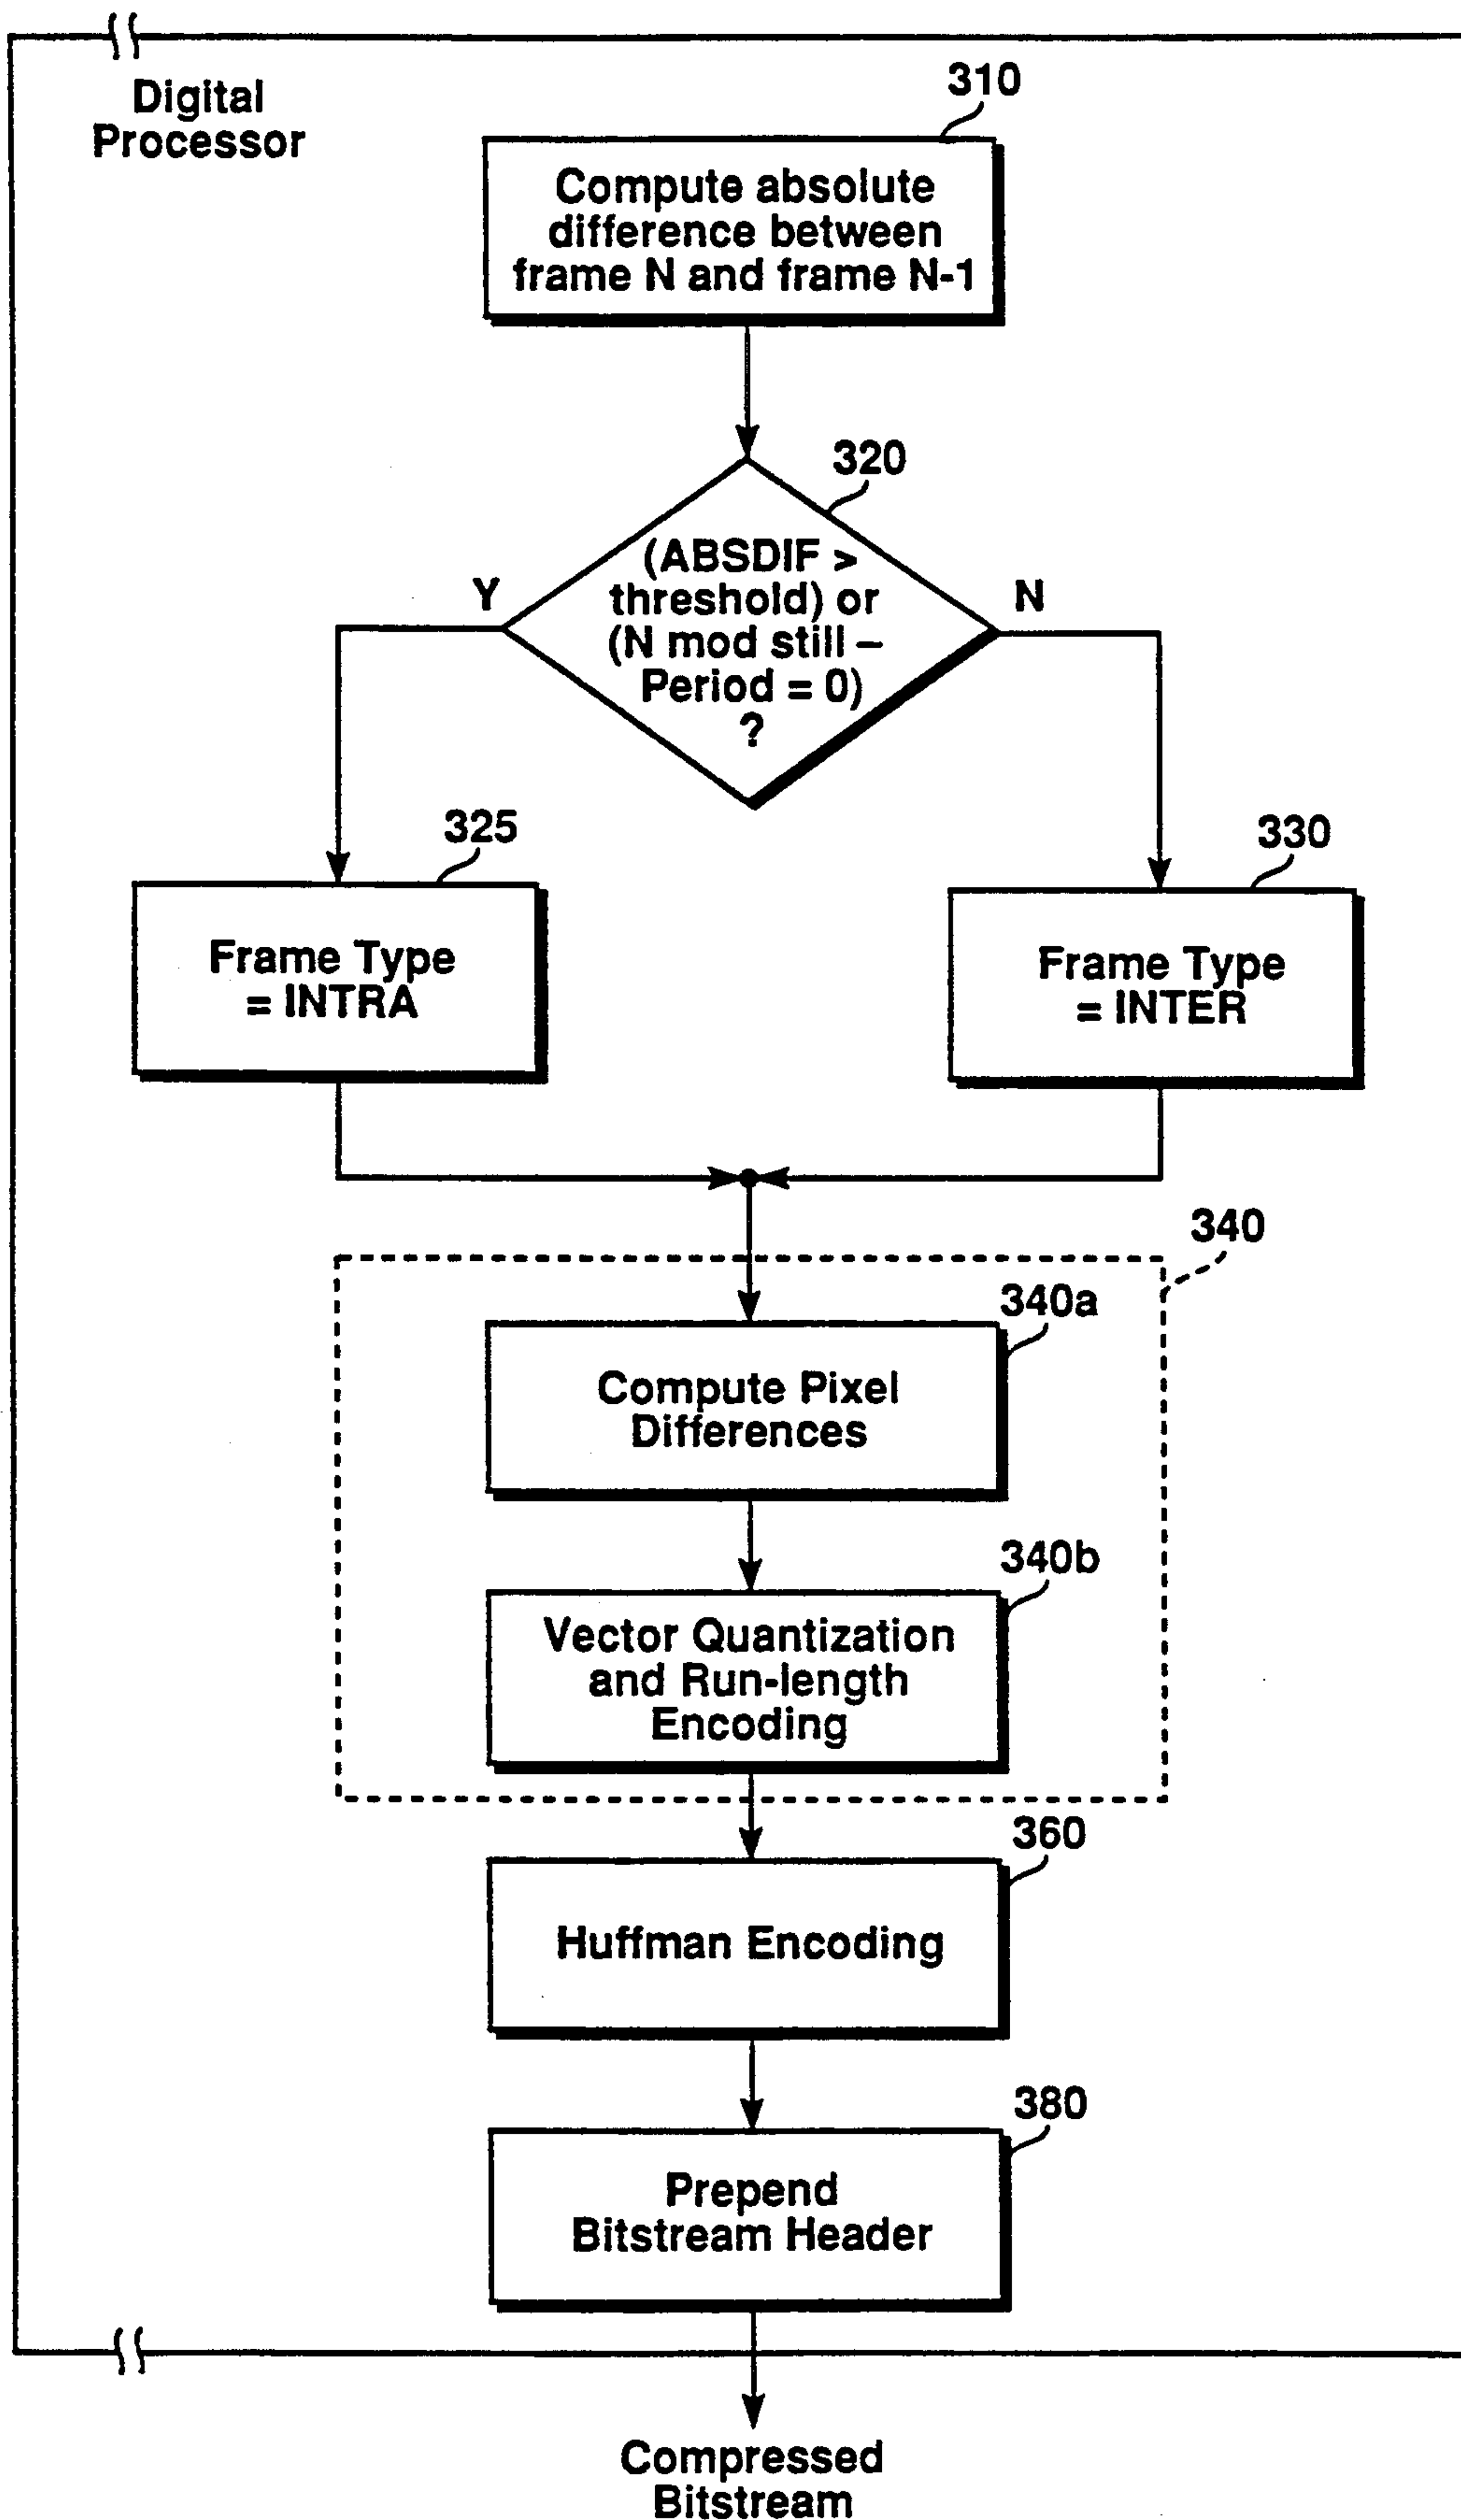 Digital
Processor
310
Compute absolute
difference between
frame N and frame N-1
320
(ABSDIF >
threshold) or
(N mod still –
Period = 0)
?
Y
N
325
Frame Type
= INTRA
330
Frame Type
= INTER
340
340a
Compute Pixel
Differences
340b
Vector Quantization
and Run-length
Encoding
360
Huffman Encoding
380
Prepend
Bitstream Header
Compressed
Bitstream